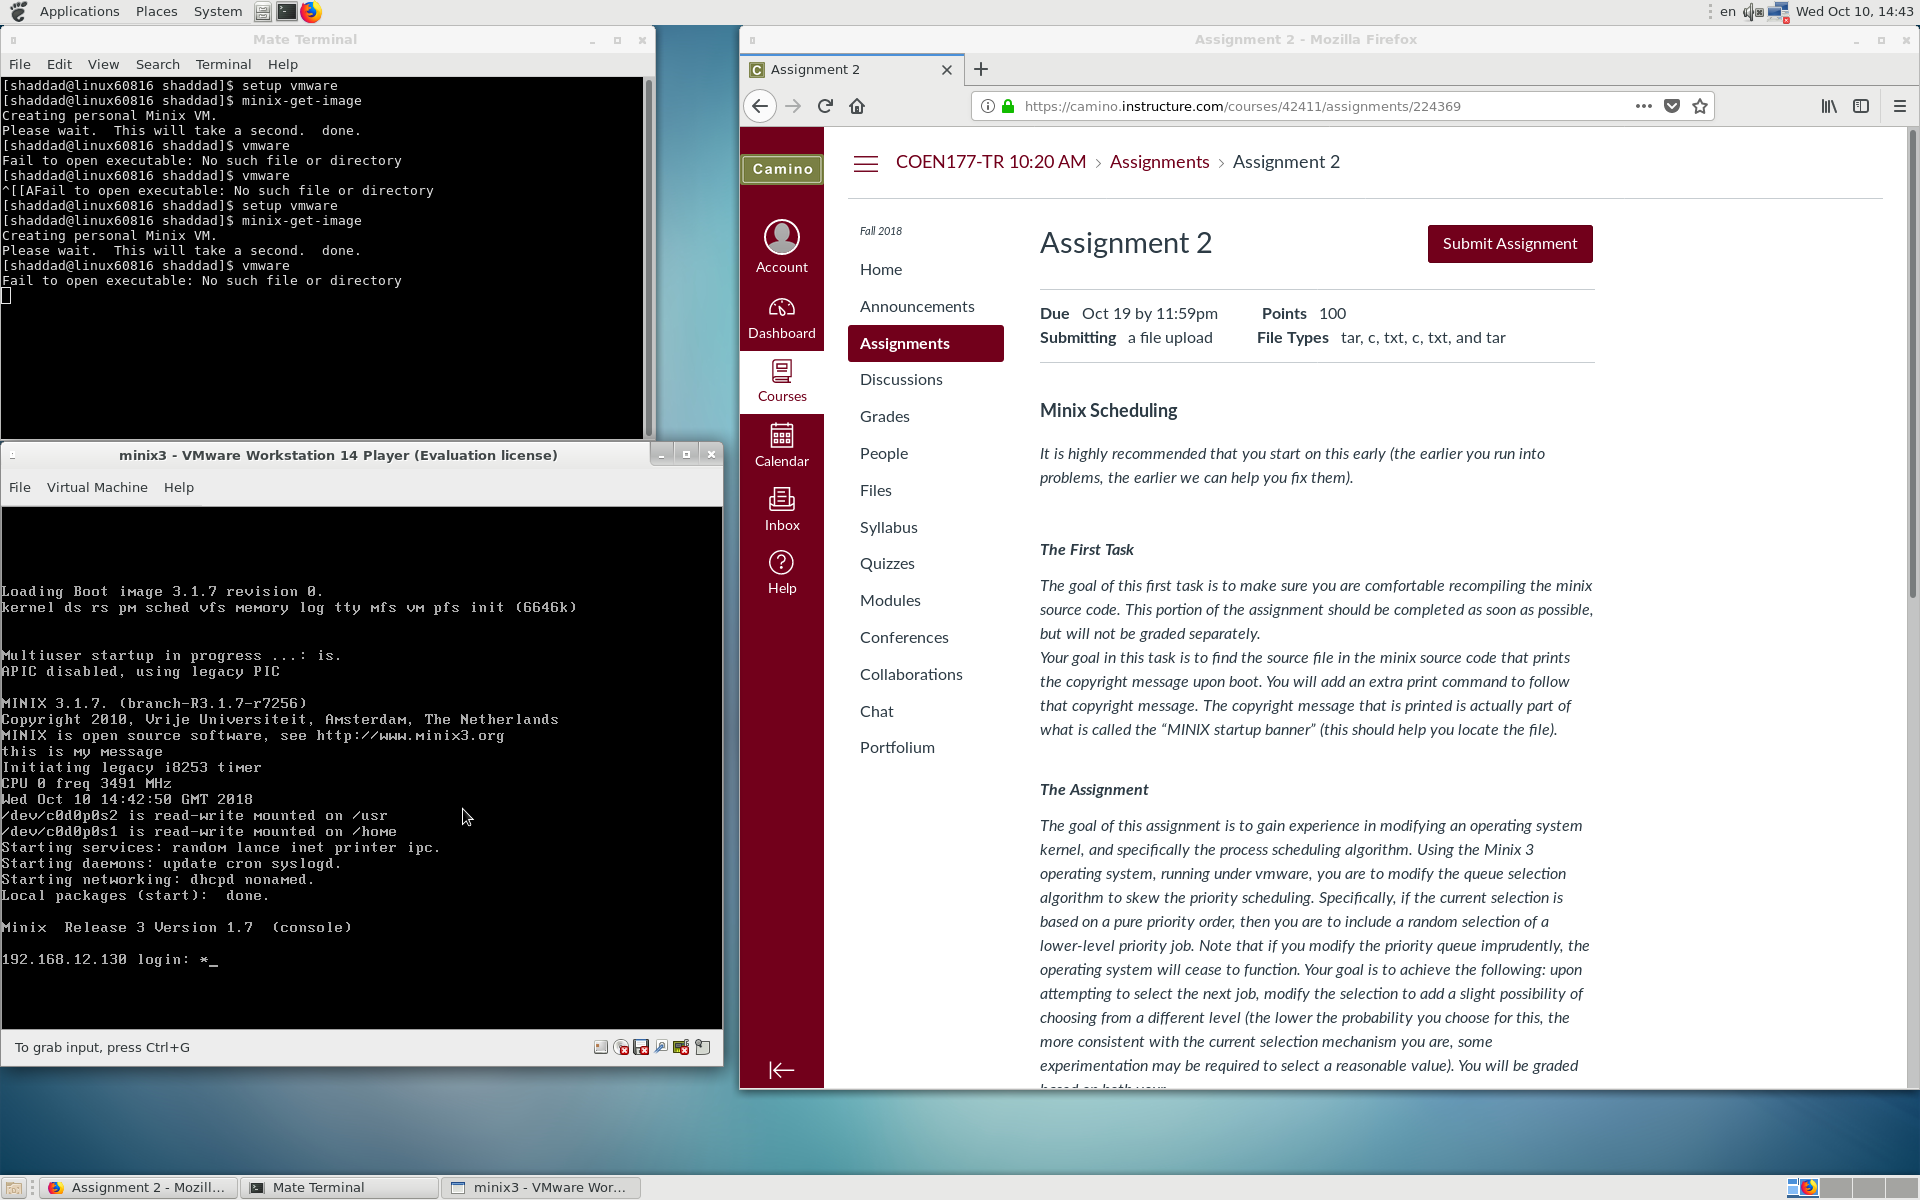 Applications Places System
en Wed Oct 10, 14:43
Mate Terminal
File Edit View Search Terminal Help
[shaddad@linux60816 shaddad]$ setup vmware
[shaddad@linux60816 shaddad]$ minix-get-image
Creating personal Minix VM.
Please wait.  This will take a second.  done.
[shaddad@linux60816 shaddad]$ vmware
Fail to open executable: No such file or directory
[shaddad@linux60816 shaddad]$ vmware
^[[AFail to open executable: No such file or directory
[shaddad@linux60816 shaddad]$ setup vmware
[shaddad@linux60816 shaddad]$ minix-get-image
Creating personal Minix VM.
Please wait.  This will take a second.  done.
[shaddad@linux60816 shaddad]$ vmware
Fail to open executable: No such file or directory
minix3 - VMware Workstation 14 Player (Evaluation license)
File Virtual Machine Help
Loading Boot image 3.1.7 revision 0.
kernel ds rs pm sched vfs memory log tty mfs vm pfs init (6646k)
Multiuser startup in progress ...: is.
APIC disabled, using legacy PIC
MINIX 3.1.7. (branch-R3.1.7-r7256)
Copyright 2010, Vrije Universiteit, Amsterdam, The Netherlands
MINIX is open source software, see http://www.minix3.org
this is my message
Initiating legacy i8253 timer
CPU 0 freq 3491 MHz
Wed Oct 10 14:42:50 GMT 2018
/dev/c0d0p0s2 is read-write mounted on /usr
/dev/c0d0p0s1 is read-write mounted on /home
Starting services: random lance inet printer ipc.
Starting daemons: update cron syslogd.
Starting networking: dhcpd nonamed.
Local packages (start):  done.
Minix  Release 3 Version 1.7  (console)
192.168.12.130 login: *_
To grab input, press Ctrl+G
Assignment 2 - Mozilla Firefox
C Assignment 2
https://camino.instructure.com/courses/42411/assignments/224369
Camino
Account
Dashboard
Courses
Calendar
Inbox
Help
COEN177-TR 10:20 AM › Assignments › Assignment 2
Fall 2018
Home
Announcements
Assignments
Discussions
Grades
People
Files
Syllabus
Quizzes
Modules
Conferences
Collaborations
Chat
Portfolium
Assignment 2
Submit Assignment
Due Oct 19 by 11:59pm Points 100
Submitting a file upload File Types tar, c, txt, c, txt, and tar
Minix Scheduling
It is highly recommended that you start on this early (the earlier you run into
problems, the earlier we can help you fix them).
The First Task
The goal of this first task is to make sure you are comfortable recompiling the minix
source code. This portion of the assignment should be completed as soon as possible,
but will not be graded separately.
Your goal in this task is to find the source file in the minix source code that prints
the copyright message upon boot. You will add an extra print command to follow
that copyright message. The copyright message that is printed is actually part of
what is called the “MINIX startup banner” (this should help you locate the file).
The Assignment
The goal of this assignment is to gain experience in modifying an operating system
kernel, and specifically the process scheduling algorithm. Using the Minix 3
operating system, running under vmware, you are to modify the queue selection
algorithm to skew the priority scheduling. Specifically, if the current selection is
based on a pure priority order, then you are to include a random selection of a
lower-level priority job. Note that if you modify the priority queue imprudently, the
operating system will cease to function. Your goal is to achieve the following: upon
attempting to select the next job, modify the selection to add a slight possibility of
choosing from a different level (the lower the probability you choose for this, the
more consistent with the current selection mechanism you are, some
experimentation may be required to select a reasonable value). You will be graded
based on both your
Assignment 2 - Mozill...
Mate Terminal
minix3 - VMware Wor...